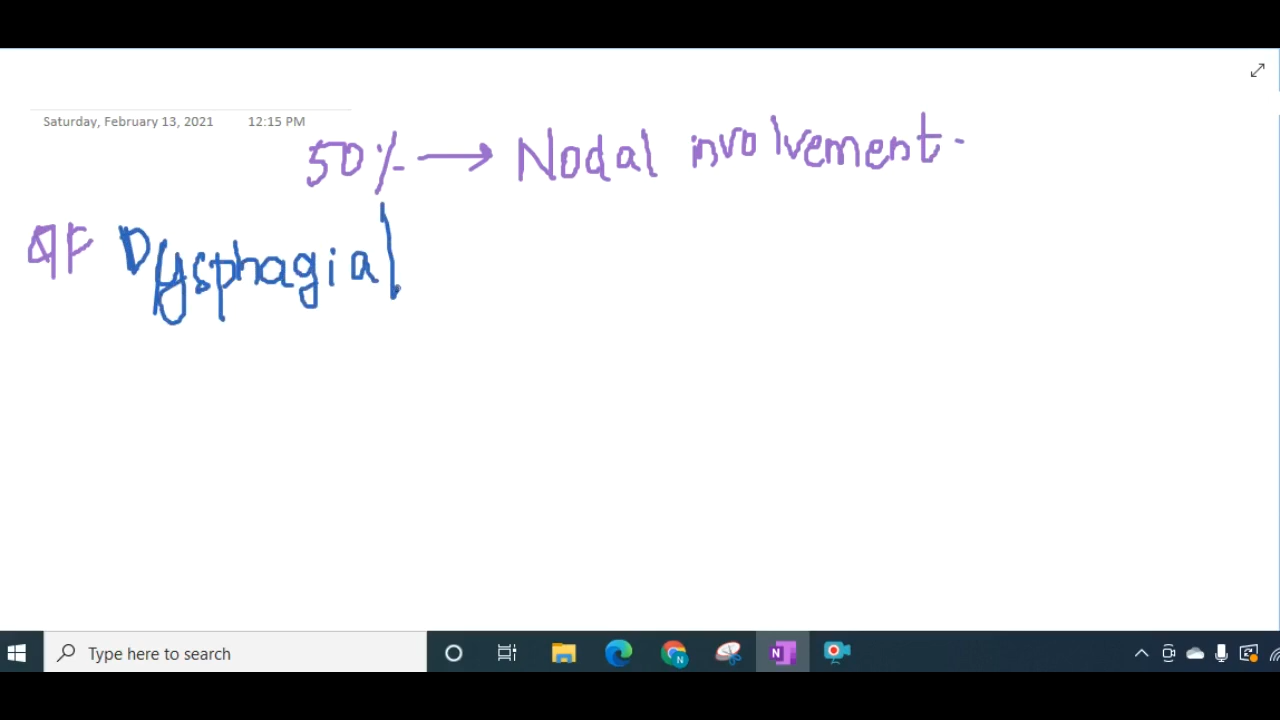 Saturday, February 13, 2021 12:15 PM
50% → Nodal involvement.
Dysphagia
Type here to search